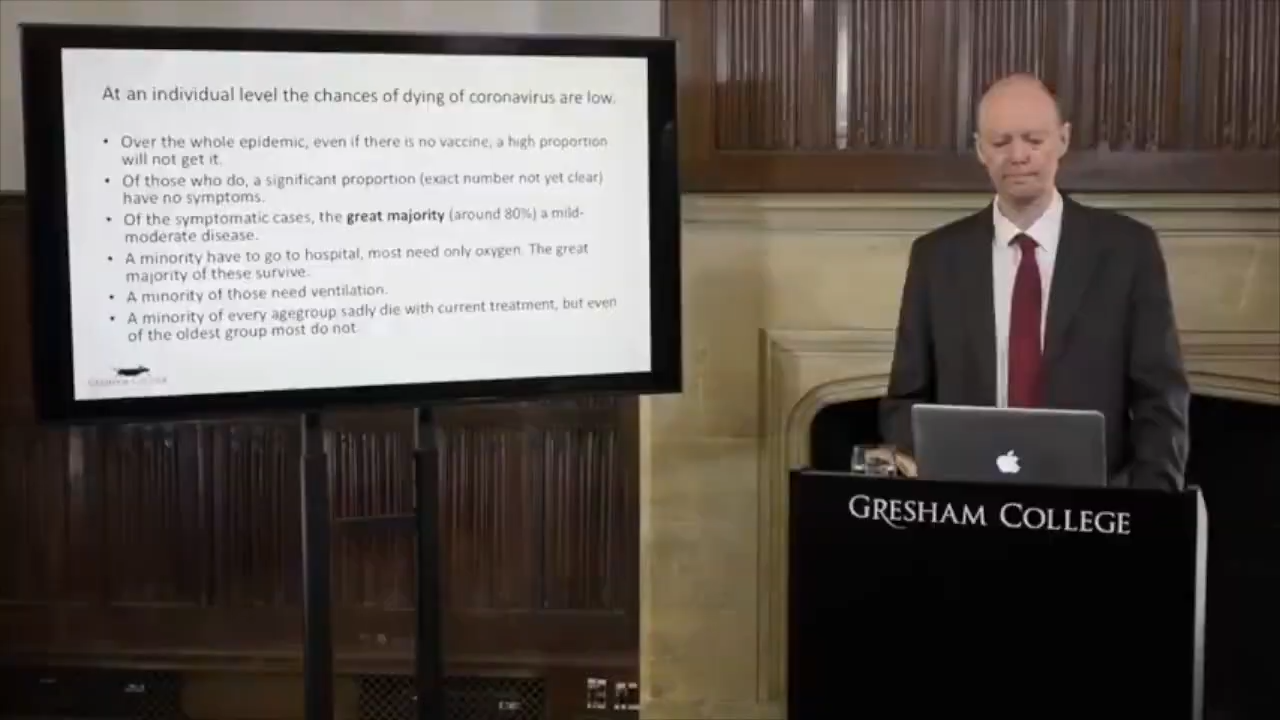 At an individual level the chances of dying of coronavirus are low.
• Over the whole epidemic, even if there is no vaccine, a high proportion
will not get it.
• Of those who do, a significant proportion (exact number not yet clear)
have no symptoms.
• Of the symptomatic cases, the great majority (around 80%) a mild-
moderate disease.
• A minority have to go to hospital, most need only oxygen. The great
majority of these survive.
• A minority of those need ventilation.
• A minority of every agegroup sadly die with current treatment, but even
of the oldest group most do not.
GRESHAM COLLEGE
GRESHAM COLLEGE